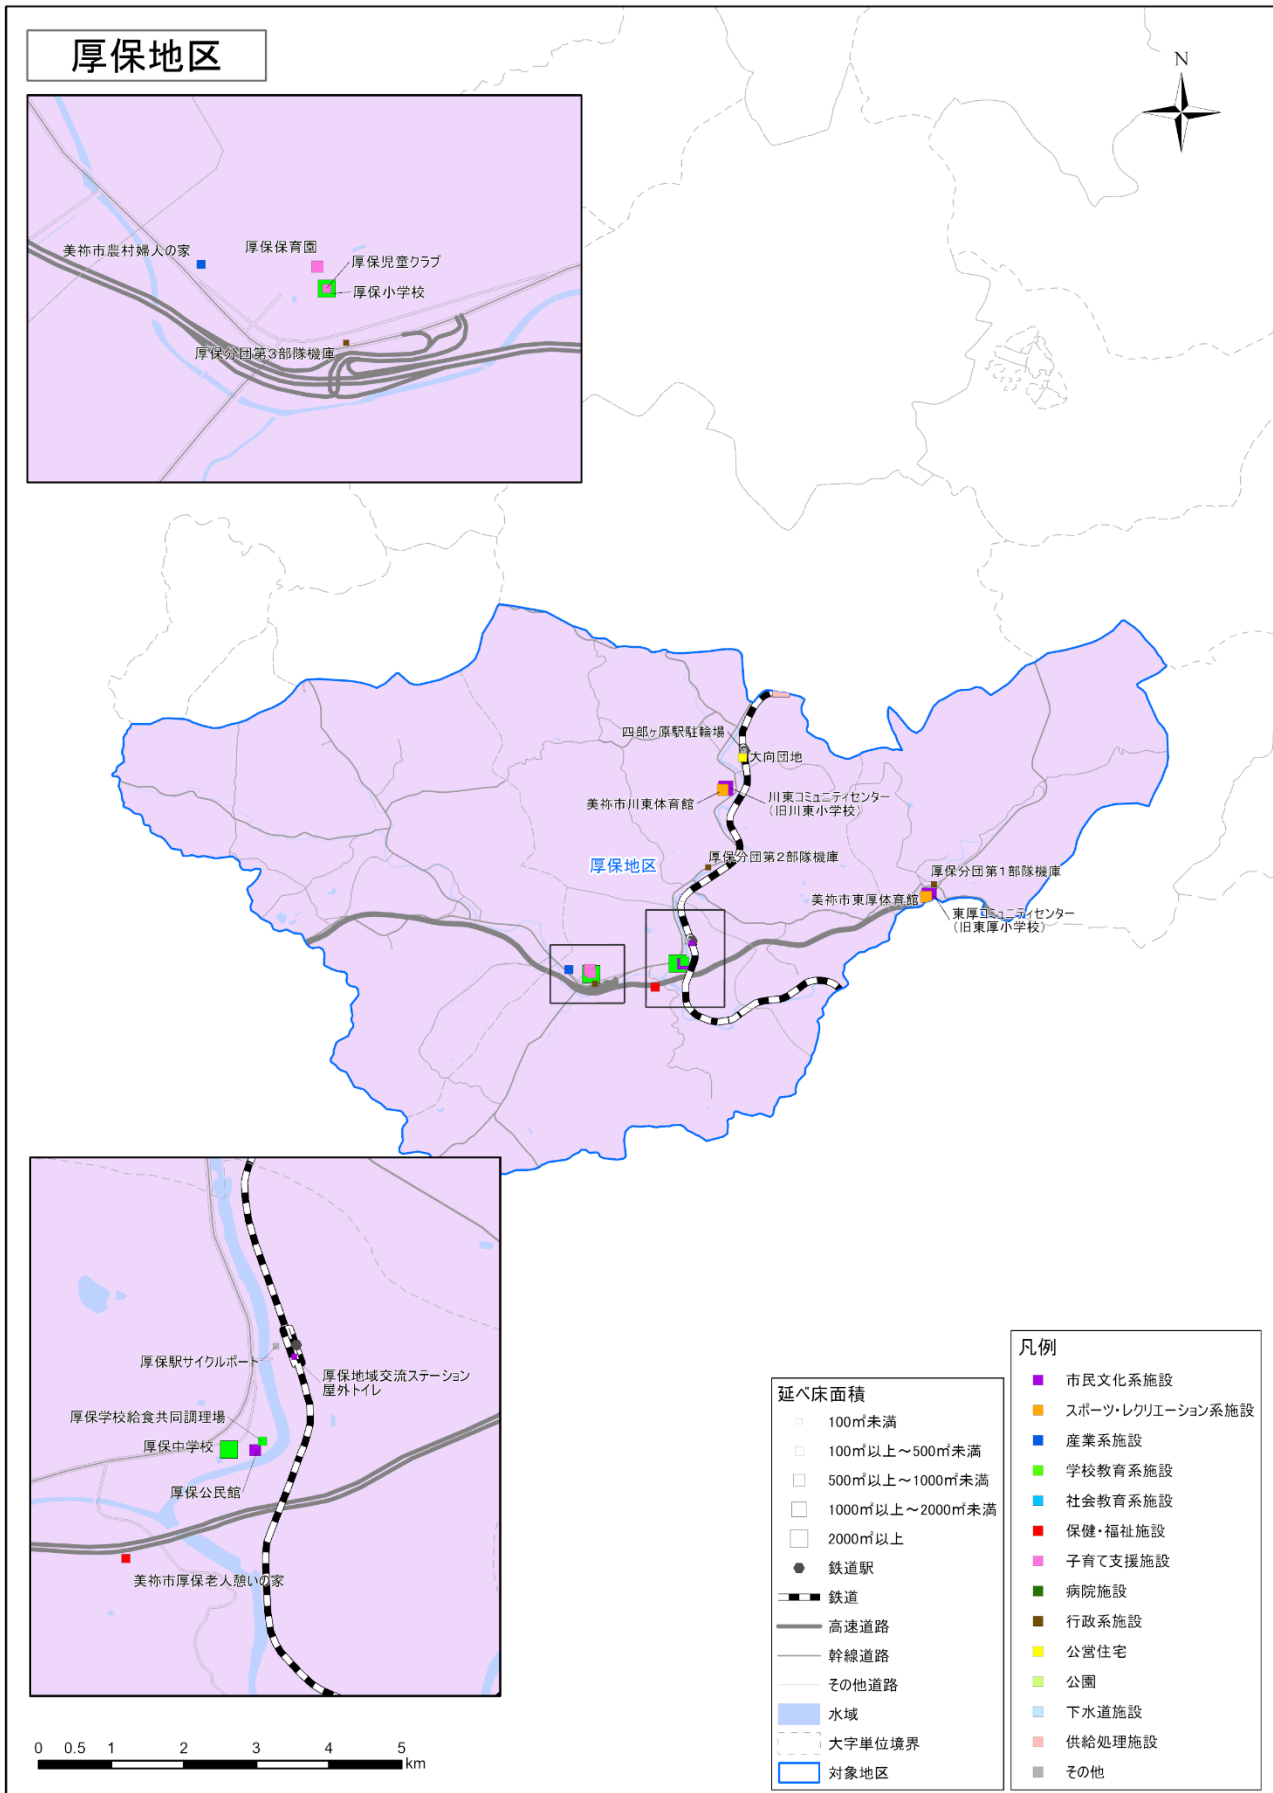 厚保地区
N
美祢市農村婦人の家
厚保保育園
厚保児童クラブ
厚保小学校
厚保分団第3部隊機庫
四郎ヶ原駅駐輪場
大向団地
美祢市川東体育館
川東コミュニティセンター
(旧川東小学校)
厚保分団第2部隊機庫
厚保地区
厚保分団第1部隊機庫
美祢市東厚体育館
東厚コミュニティセンター
(旧東厚小学校)
厚保駅サイクルポート
厚保地域交流ステーション
屋外トイレ
厚保学校給食共同調理場
厚保中学校
厚保公民館
美祢市厚保老人憩いの家
0 0.5 1 2 3 4 5
km
延べ床面積
100㎡未満
100㎡以上~500㎡未満
500㎡以上~1000㎡未満
1000㎡以上~2000㎡未満
2000㎡以上
鉄道駅
鉄道
高速道路
幹線道路
その他道路
水域
大字単位境界
対象地区
凡例
市民文化系施設
スポーツ・レクリエーション系施設
産業系施設
学校教育系施設
社会教育系施設
保健・福祉施設
子育て支援施設
病院施設
行政系施設
公営住宅
公園
下水道施設
供給処理施設
その他